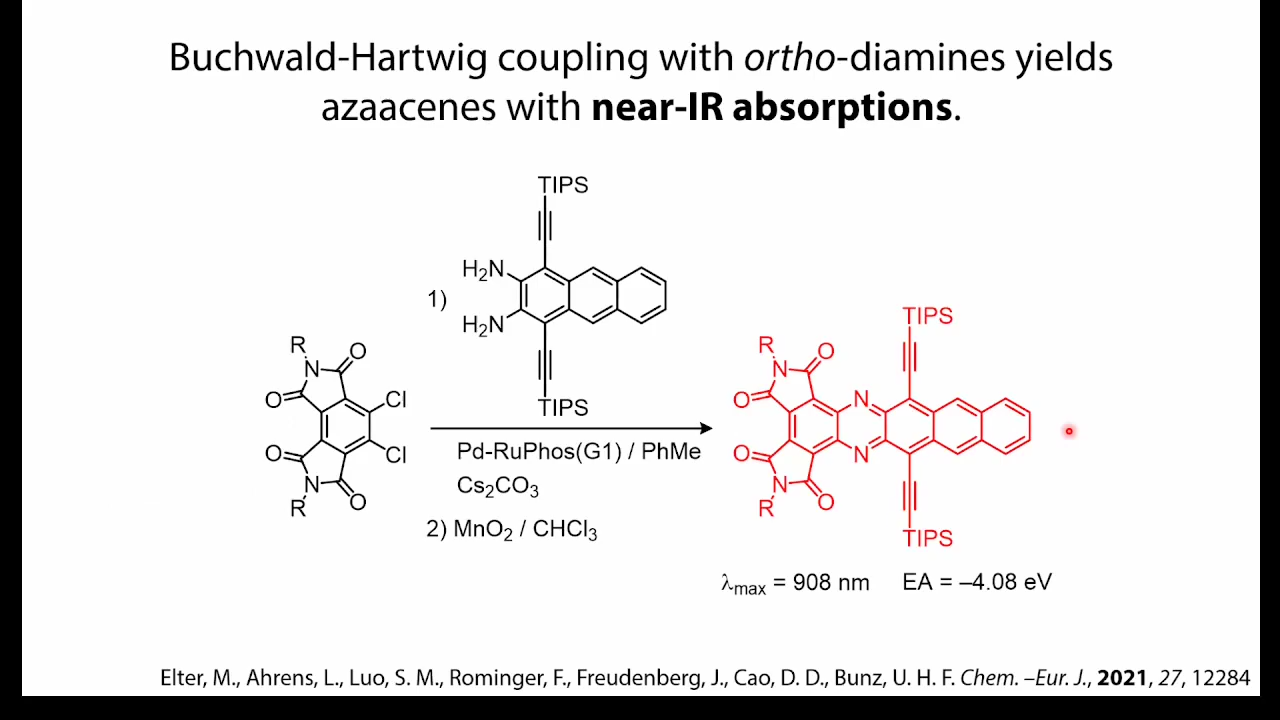 Buchwald-Hartwig coupling with ortho-diamines yields
azaacenes with near-IR absorptions.
TIPS
H₂N
1)
H₂N
TIPS
R
N
O
O
Cl
O
Cl
N
O
R
Pd-RuPhos(G1) / PhMe
Cs₂CO₃
2) MnO₂ / CHCl₃
TIPS
R
N
O
O
N
O
N
N
O
R
TIPS
λmax = 908 nm EA = –4.08 eV
Elter, M., Ahrens, L., Luo, S. M., Rominger, F., Freudenberg, J., Cao, D. D., Bunz, U. H. F. Chem. –Eur. J., 2021, 27, 12284